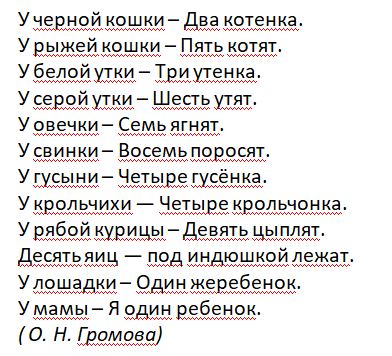 У черной кошки – Два котенка.
У рыжей кошки – Пять котят.
У белой утки – Три утенка.
У серой утки – Шесть утят.
У овечки – Семь ягнят.
У свинки – Восемь поросят.
У гусыни – Четыре гусёнка.
У крольчихи — Четыре крольчонка.
У рябой курицы – Девять цыплят.
Десять яиц — под индюшкой лежат.
У лошадки – Один жеребенок.
У мамы – Я один ребенок.
( О. Н. Громова)